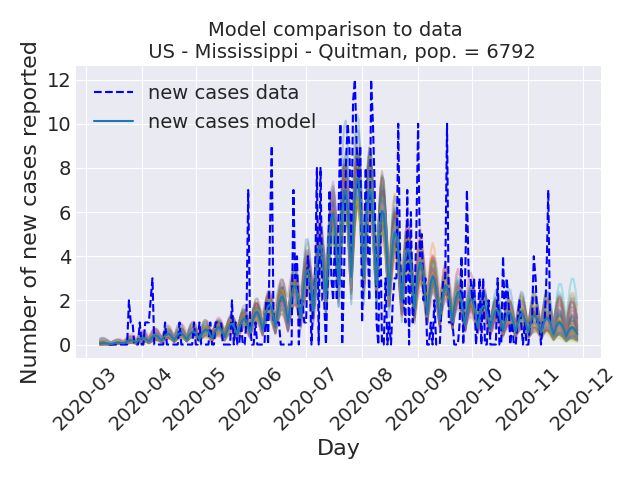 Model comparison to data
US - Mississippi - Quitman, pop. = 6792
Number of new cases reported
12
10
8
6
4
2
0
new cases data
new cases model
2020-03
2020-04
2020-05
2020-06
2020-07
2020-08
2020-09
2020-10
2020-11
2020-12
Day